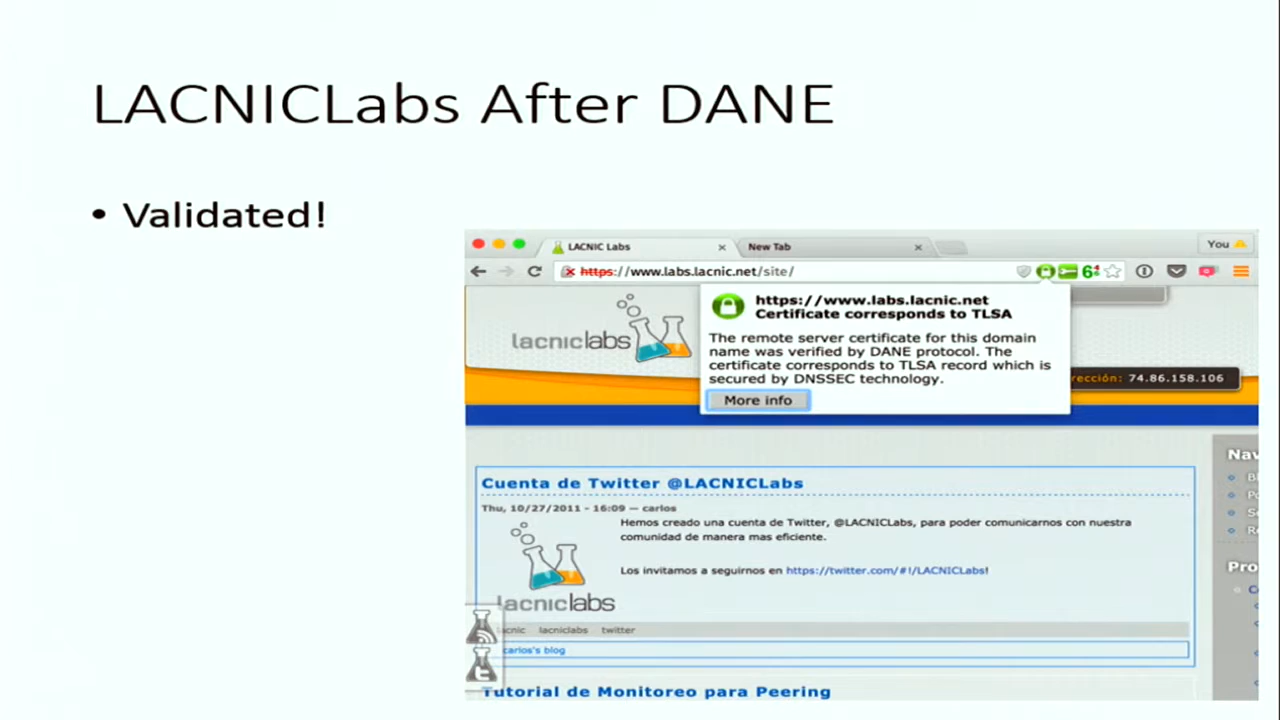 LACNICLabs After DANE
• Validated!
LACNIC Labs
New Tab
You
https://www.labs.lacnic.net/site/
6
4
https://www.labs.lacnic.net
Certificate corresponds to TLSA
The remote server certificate for this domain
name was verified by DANE protocol. The
certificate corresponds to TLSA record which is
secured by DNSSEC technology.
More info
lacniclabs
rección: 74.86.158.106
Cuenta de Twitter @LACNICLabs
Thu, 10/27/2011 - 16:09 — carlos
Hemos creado una cuenta de Twitter, @LACNICLabs, para poder comunicarnos con nuestra
comunidad de manera mas eficiente.
Los invitamos a seguirnos en https://twitter.com/#!/LACNICLabs!
lacniclabs
cnic lacniclabs twitter
carlos's blog
Tutorial de Monitoreo para Peering
Nav
Pro